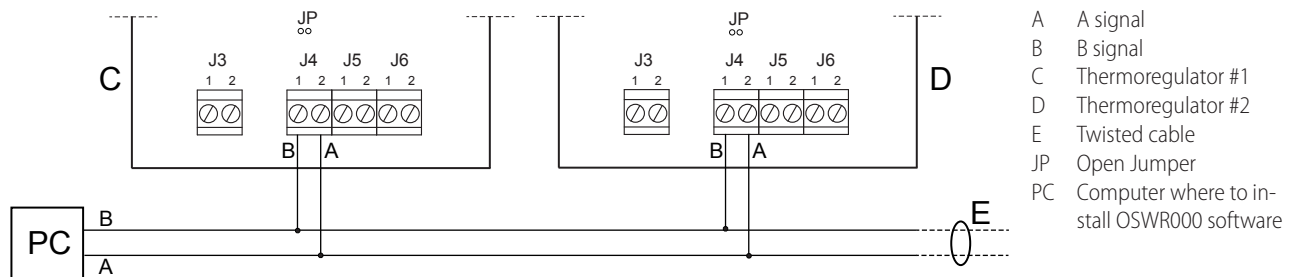 JP
J3 J4 J5 J6
1 2 1 2 1 2 1 2
C
B A
JP
J3 J4 J5 J6
1 2 1 2 1 2 1 2
D
B A
PC
B
A
E
A A signal
B B signal
C Thermoregulator #1
D Thermoregulator #2
E Twisted cable
JP Open Jumper
PC Computer where to in-
stall OSWR000 software